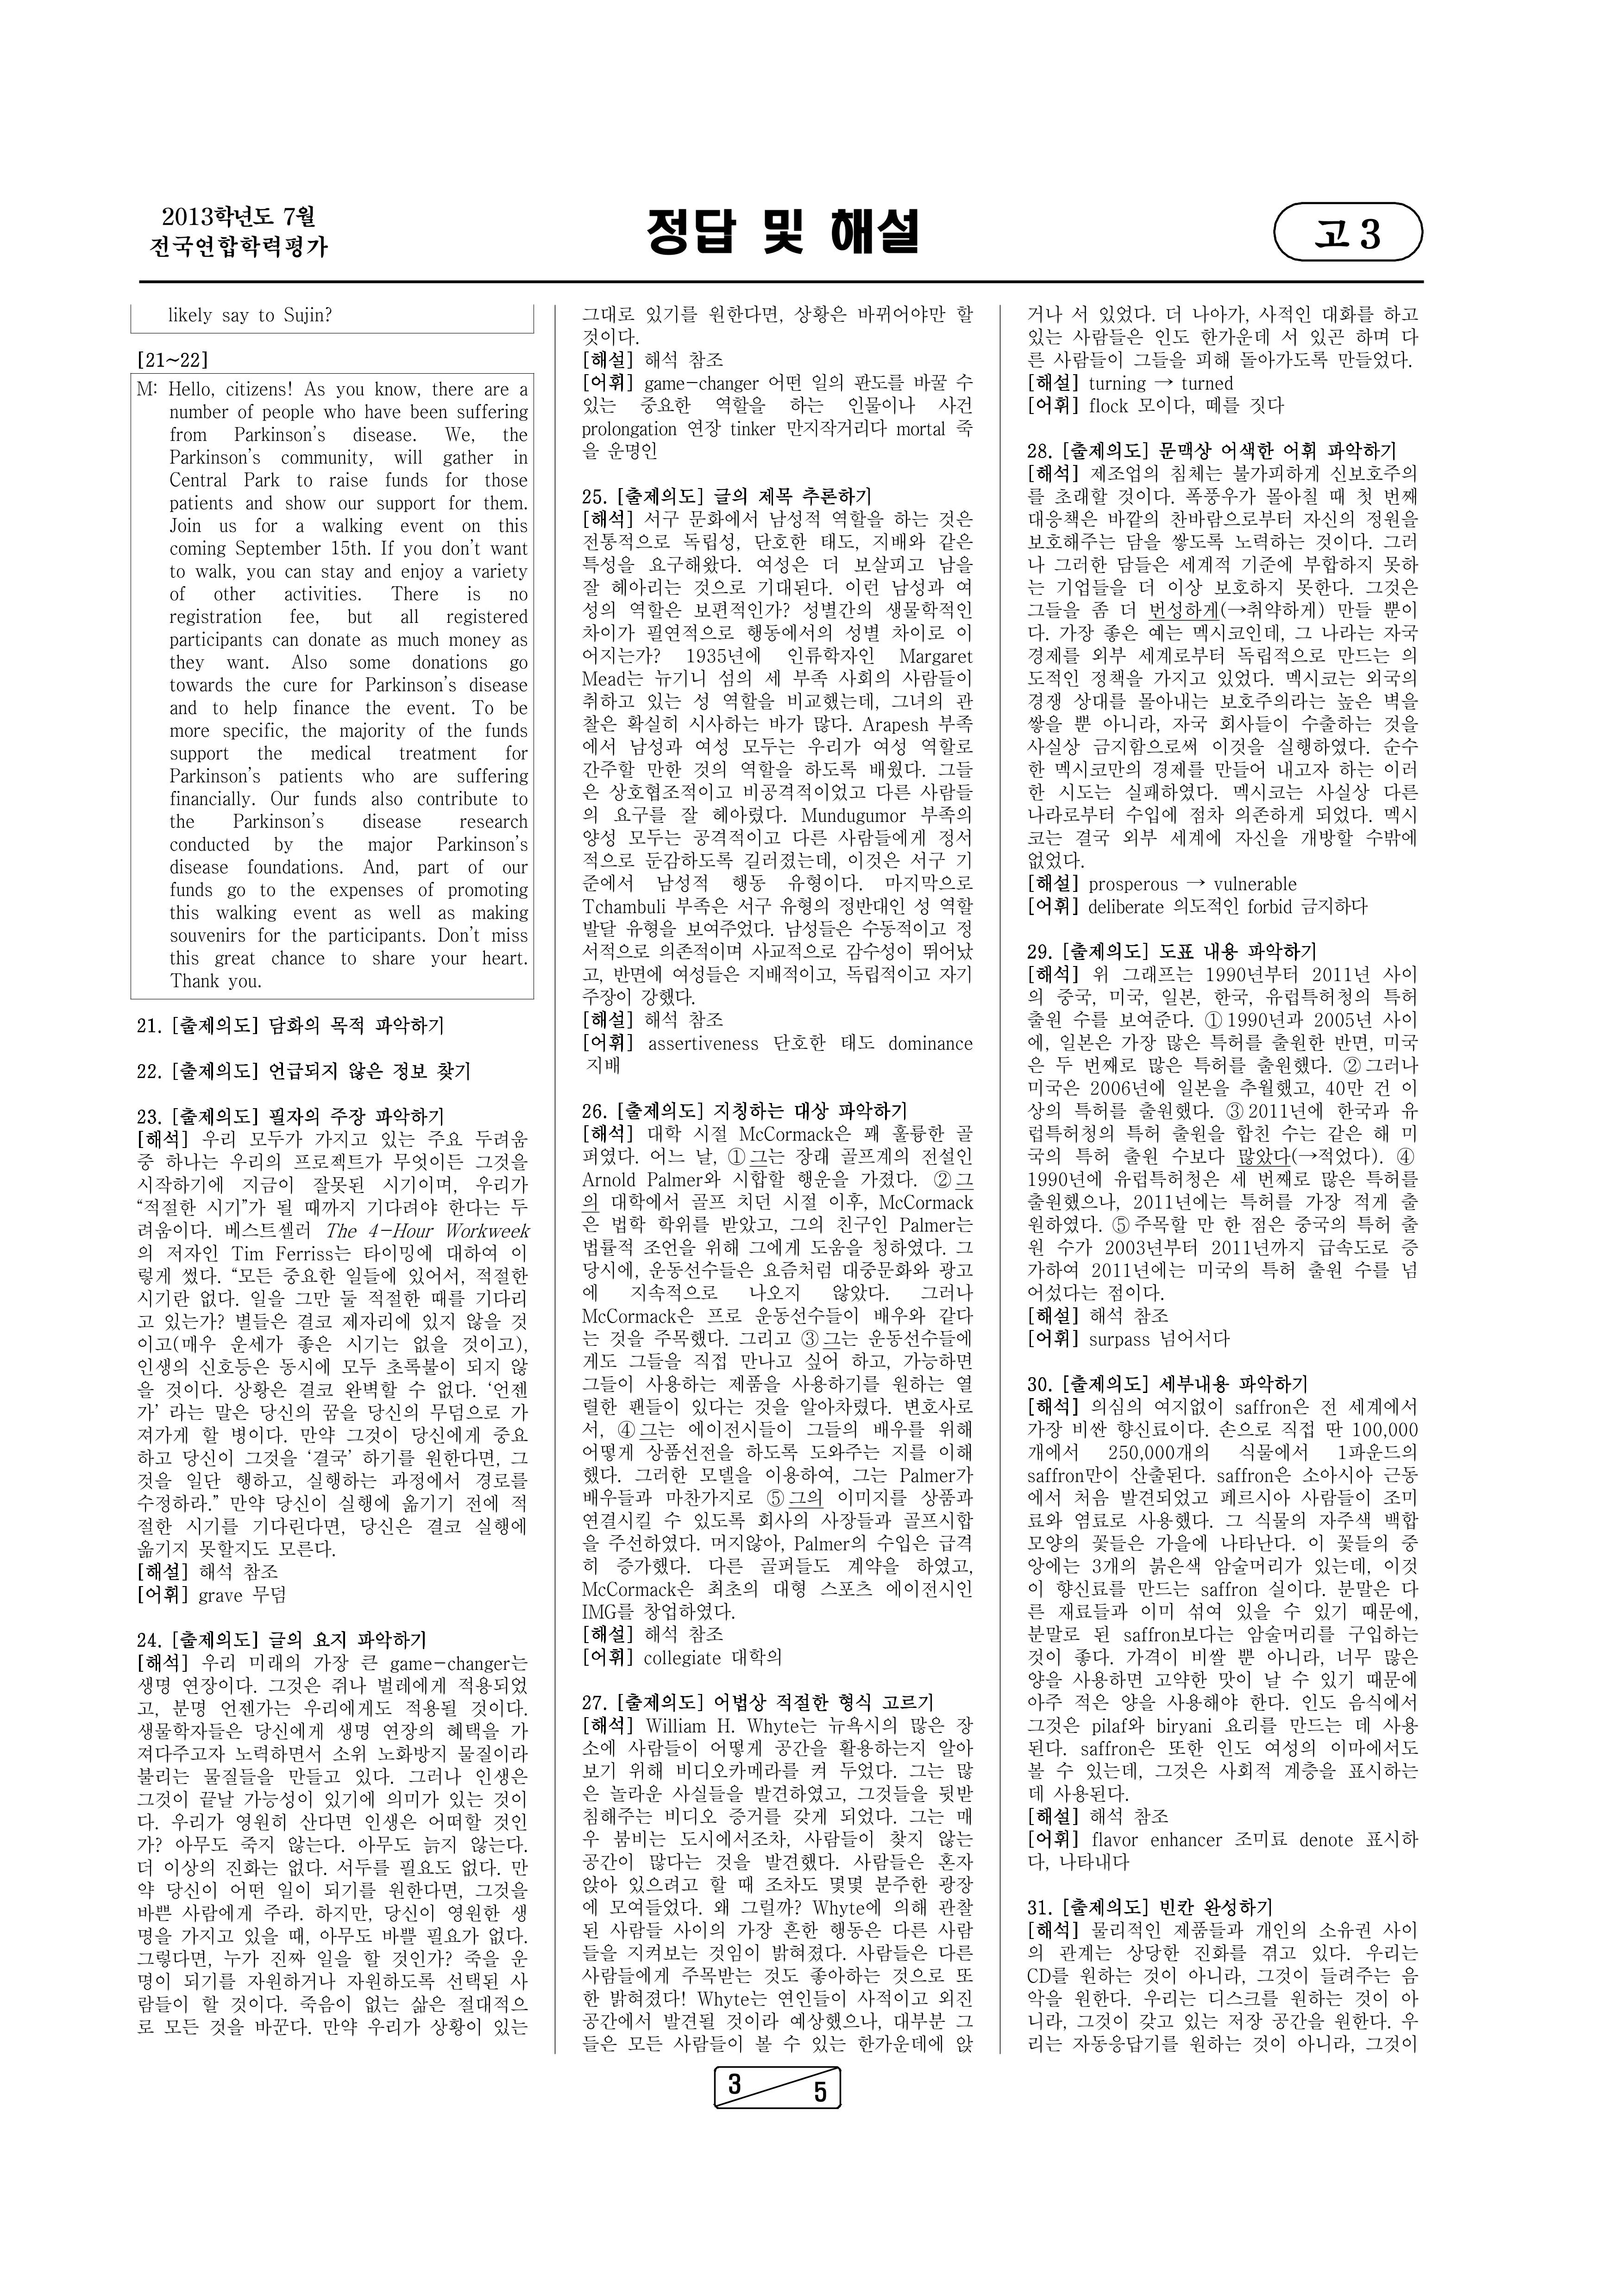 2013학년도 7월
전국연합학력평가
정답 및 해설
고 3
likely say to Sujin?
[21~22]
M: Hello, citizens! As you know, there are a
number of people who have been suffering
from Parkinson's disease. We, the
Parkinson's community, will gather in
Central Park to raise funds for those
patients and show our support for them.
Join us for a walking event on this
coming September 15th. If you don't want
to walk, you can stay and enjoy a variety
of other activities. There is no
registration fee, but all registered
participants can donate as much money as
they want. Also some donations go
towards the cure for Parkinson's disease
and to help finance the event. To be
more specific, the majority of the funds
support the medical treatment for
Parkinson's patients who are suffering
financially. Our funds also contribute to
the Parkinson's disease research
conducted by the major Parkinson's
disease foundations. And, part of our
funds go to the expenses of promoting
this walking event as well as making
souvenirs for the participants. Don't miss
this great chance to share your heart.
Thank you.
21. [출제의도] 담화의 목적 파악하기
22. [출제의도] 언급되지 않은 정보 찾기
23. [출제의도] 필자의 주장 파악하기
[해석] 우리 모두가 가지고 있는 주요 두려움
중 하나는 우리의 프로젝트가 무엇이든 그것을
시작하기에 지금이 잘못된 시기이며, 우리가
“적절한 시기”가 될 때까지 기다려야 한다는 두
려움이다. 베스트셀러 The 4-Hour Workweek
의 저자인 Tim Ferriss는 타이밍에 대하여 이
렇게 썼다. “모든 중요한 일들에 있어서, 적절한
시기란 없다. 일을 그만 둘 적절한 때를 기다리
고 있는가? 별들은 결코 제자리에 있지 않을 것
이고(매우 운세가 좋은 시기는 없을 것이고),
인생의 신호등은 동시에 모두 초록불이 되지 않
을 것이다. 상황은 결코 완벽할 수 없다. ‘언젠
가’ 라는 말은 당신의 꿈을 당신의 무덤으로 가
져가게 할 병이다. 만약 그것이 당신에게 중요
하고 당신이 그것을 ‘결국’ 하기를 원한다면, 그
것을 일단 행하고, 실행하는 과정에서 경로를
수정하라.” 만약 당신이 실행에 옮기기 전에 적
절한 시기를 기다린다면, 당신은 결코 실행에
옮기지 못할지도 모른다.
[해설] 해석 참조
[어휘] grave 무덤
24. [출제의도] 글의 요지 파악하기
[해석] 우리 미래의 가장 큰 game-changer는
생명 연장이다. 그것은 쥐나 벌레에게 적용되었
고, 분명 언젠가는 우리에게도 적용될 것이다.
생물학자들은 당신에게 생명 연장의 혜택을 가
져다주고자 노력하면서 소위 노화방지 물질이라
불리는 물질들을 만들고 있다. 그러나 인생은
그것이 끝날 가능성이 있기에 의미가 있는 것이
다. 우리가 영원히 산다면 인생은 어떠할 것인
가? 아무도 죽지 않는다. 아무도 늙지 않는다.
더 이상의 진화는 없다. 서두를 필요도 없다. 만
약 당신이 어떤 일이 되기를 원한다면, 그것을
바쁜 사람에게 주라. 하지만, 당신이 영원한 생
명을 가지고 있을 때, 아무도 바쁠 필요가 없다.
그렇다면, 누가 진짜 일을 할 것인가? 죽을 운
명이 되기를 자원하거나 자원하도록 선택된 사
람들이 할 것이다. 죽음이 없는 삶은 절대적으
로 모든 것을 바꾼다. 만약 우리가 상황이 있는
그대로 있기를 원한다면, 상황은 바뀌어야만 할
것이다.
[해설] 해석 참조
[어휘] game-changer 어떤 일의 판도를 바꿀 수
있는 중요한 역할을 하는 인물이나 사건
prolongation 연장 tinker 만지작거리다 mortal 죽
을 운명인
25. [출제의도] 글의 제목 추론하기
[해석] 서구 문화에서 남성적 역할을 하는 것은
전통적으로 독립성, 단호한 태도, 지배와 같은
특성을 요구해왔다. 여성은 더 보살피고 남을
잘 헤아리는 것으로 기대된다. 이런 남성과 여
성의 역할은 보편적인가? 성별간의 생물학적인
차이가 필연적으로 행동에서의 성별 차이로 이
어지는가? 1935년에 인류학자인 Margaret
Mead는 뉴기니 섬의 세 부족 사회의 사람들이
취하고 있는 성 역할을 비교했는데, 그녀의 관
찰은 확실히 시사하는 바가 많다. Arapesh 부족
에서 남성과 여성 모두는 우리가 여성 역할로
간주할 만한 것의 역할을 하도록 배웠다. 그들
은 상호협조적이고 비공격적이었고 다른 사람들
의 요구를 잘 헤아렸다. Mundugumor 부족의
양성 모두는 공격적이고 다른 사람들에게 정서
적으로 둔감하도록 길러졌는데, 이것은 서구 기
준에서 남성적 행동 유형이다. 마지막으로
Tchambuli 부족은 서구 유형의 정반대인 성 역할
발달 유형을 보여주었다. 남성들은 수동적이고 정
서적으로 의존적이며 사교적으로 감수성이 뛰어났
고, 반면에 여성들은 지배적이고, 독립적이고 자기
주장이 강했다.
[해설] 해석 참조
[어휘] assertiveness 단호한 태도 dominance
지배
26. [출제의도] 지칭하는 대상 파악하기
[해석] 대학 시절 McCormack은 꽤 훌륭한 골
퍼였다. 어느 날, ①그는 장래 골프계의 전설인
Arnold Palmer와 시합할 행운을 가졌다. ②그
의 대학에서 골프 치던 시절 이후, McCormack
은 법학 학위를 받았고, 그의 친구인 Palmer는
법률적 조언을 위해 그에게 도움을 청하였다. 그
당시에, 운동선수들은 요즘처럼 대중문화와 광고
에 지속적으로 나오지 않았다. 그러나
McCormack은 프로 운동선수들이 배우와 같다
는 것을 주목했다. 그리고 ③그는 운동선수들에
게도 그들을 직접 만나고 싶어 하고, 가능하면
그들이 사용하는 제품을 사용하기를 원하는 열
렬한 팬들이 있다는 것을 알아차렸다. 변호사로
서, ④그는 에이전시들이 그들의 배우를 위해
어떻게 상품선전을 하도록 도와주는 지를 이해
했다. 그러한 모델을 이용하여, 그는 Palmer가
배우들과 마찬가지로 ⑤그의 이미지를 상품과
연결시킬 수 있도록 회사의 사장들과 골프시합
을 주선하였다. 머지않아, Palmer의 수입은 급격
히 증가했다. 다른 골퍼들도 계약을 하였고,
McCormack은 최초의 대형 스포츠 에이전시인
IMG를 창업하였다.
[해설] 해석 참조
[어휘] collegiate 대학의
27. [출제의도] 어법상 적절한 형식 고르기
[해석] William H. Whyte는 뉴욕시의 많은 장
소에 사람들이 어떻게 공간을 활용하는지 알아
보기 위해 비디오카메라를 켜 두었다. 그는 많
은 놀라운 사실들을 발견하였고, 그것들을 뒷받
침해주는 비디오 증거를 갖게 되었다. 그는 매
우 붐비는 도시에서조차, 사람들이 찾지 않는
공간이 많다는 것을 발견했다. 사람들은 혼자
앉아 있으려고 할 때 조차도 몇몇 분주한 광장
에 모여들었다. 왜 그럴까? Whyte에 의해 관찰
된 사람들 사이의 가장 흔한 행동은 다른 사람
들을 지켜보는 것임이 밝혀졌다. 사람들은 다른
사람들에게 주목받는 것도 좋아하는 것으로 또
한 밝혀졌다! Whyte는 연인들이 사적이고 외진
공간에서 발견될 것이라 예상했으나, 대부분 그
들은 모든 사람들이 볼 수 있는 한가운데에 앉
거나 서 있었다. 더 나아가, 사적인 대화를 하고
있는 사람들은 인도 한가운데 서 있곤 하며 다
른 사람들이 그들을 피해 돌아가도록 만들었다.
[해설] turning → turned
[어휘] flock 모이다, 떼를 짓다
28. [출제의도] 문맥상 어색한 어휘 파악하기
[해석] 제조업의 침체는 불가피하게 신보호주의
를 초래할 것이다. 폭풍우가 몰아칠 때 첫 번째
대응책은 바깥의 찬바람으로부터 자신의 정원을
보호해주는 담을 쌓도록 노력하는 것이다. 그러
나 그러한 담들은 세계적 기준에 부합하지 못하
는 기업들을 더 이상 보호하지 못한다. 그것은
그들을 좀 더 번성하게(→취약하게) 만들 뿐이
다. 가장 좋은 예는 멕시코인데, 그 나라는 자국
경제를 외부 세계로부터 독립적으로 만드는 의
도적인 정책을 가지고 있었다. 멕시코는 외국의
경쟁 상대를 몰아내는 보호주의라는 높은 벽을
쌓을 뿐 아니라, 자국 회사들이 수출하는 것을
사실상 금지함으로써 이것을 실행하였다. 순수
한 멕시코만의 경제를 만들어 내고자 하는 이러
한 시도는 실패하였다. 멕시코는 사실상 다른
나라로부터 수입에 점차 의존하게 되었다. 멕시
코는 결국 외부 세계에 자신을 개방할 수밖에
없었다.
[해설] prosperous → vulnerable
[어휘] deliberate 의도적인 forbid 금지하다
29. [출제의도] 도표 내용 파악하기
[해석] 위 그래프는 1990년부터 2011년 사이
의 중국, 미국, 일본, 한국, 유럽특허청의 특허
출원 수를 보여준다. ①1990년과 2005년 사이
에, 일본은 가장 많은 특허를 출원한 반면, 미국
은 두 번째로 많은 특허를 출원했다. ②그러나
미국은 2006년에 일본을 추월했고, 40만 건 이
상의 특허를 출원했다. ③2011년에 한국과 유
럽특허청의 특허 출원을 합친 수는 같은 해 미
국의 특허 출원 수보다 많았다(→적었다). ④
1990년에 유럽특허청은 세 번째로 많은 특허를
출원했으나, 2011년에는 특허를 가장 적게 출
원하였다. ⑤주목할 만 한 점은 중국의 특허 출
원 수가 2003년부터 2011년까지 급속도로 증
가하여 2011년에는 미국의 특허 출원 수를 넘
어섰다는 점이다.
[해설] 해석 참조
[어휘] surpass 넘어서다
30. [출제의도] 세부내용 파악하기
[해석] 의심의 여지없이 saffron은 전 세계에서
가장 비싼 향신료이다. 손으로 직접 딴 100,000
개에서 250,000개의 식물에서 1파운드의
saffron만이 산출된다. saffron은 소아시아 근동
에서 처음 발견되었고 페르시아 사람들이 조미
료와 염료로 사용했다. 그 식물의 자주색 백합
모양의 꽃들은 가을에 나타난다. 이 꽃들의 중
앙에는 3개의 붉은색 암술머리가 있는데, 이것
이 향신료를 만드는 saffron 실이다. 분말은 다
른 재료들과 이미 섞여 있을 수 있기 때문에,
분말로 된 saffron보다는 암술머리를 구입하는
것이 좋다. 가격이 비쌀 뿐 아니라, 너무 많은
양을 사용하면 고약한 맛이 날 수 있기 때문에
아주 적은 양을 사용해야 한다. 인도 음식에서
그것은 pilaf와 biryani 요리를 만드는 데 사용
된다. saffron은 또한 인도 여성의 이마에서도
볼 수 있는데, 그것은 사회적 계층을 표시하는
데 사용된다.
[해설] 해석 참조
[어휘] flavor enhancer 조미료 denote 표시하
다, 나타내다
31. [출제의도] 빈칸 완성하기
[해석] 물리적인 제품들과 개인의 소유권 사이
의 관계는 상당한 진화를 겪고 있다. 우리는
CD를 원하는 것이 아니라, 그것이 들려주는 음
악을 원한다. 우리는 디스크를 원하는 것이 아
니라, 그것이 갖고 있는 저장 공간을 원한다. 우
리는 자동응답기를 원하는 것이 아니라, 그것이
3
5